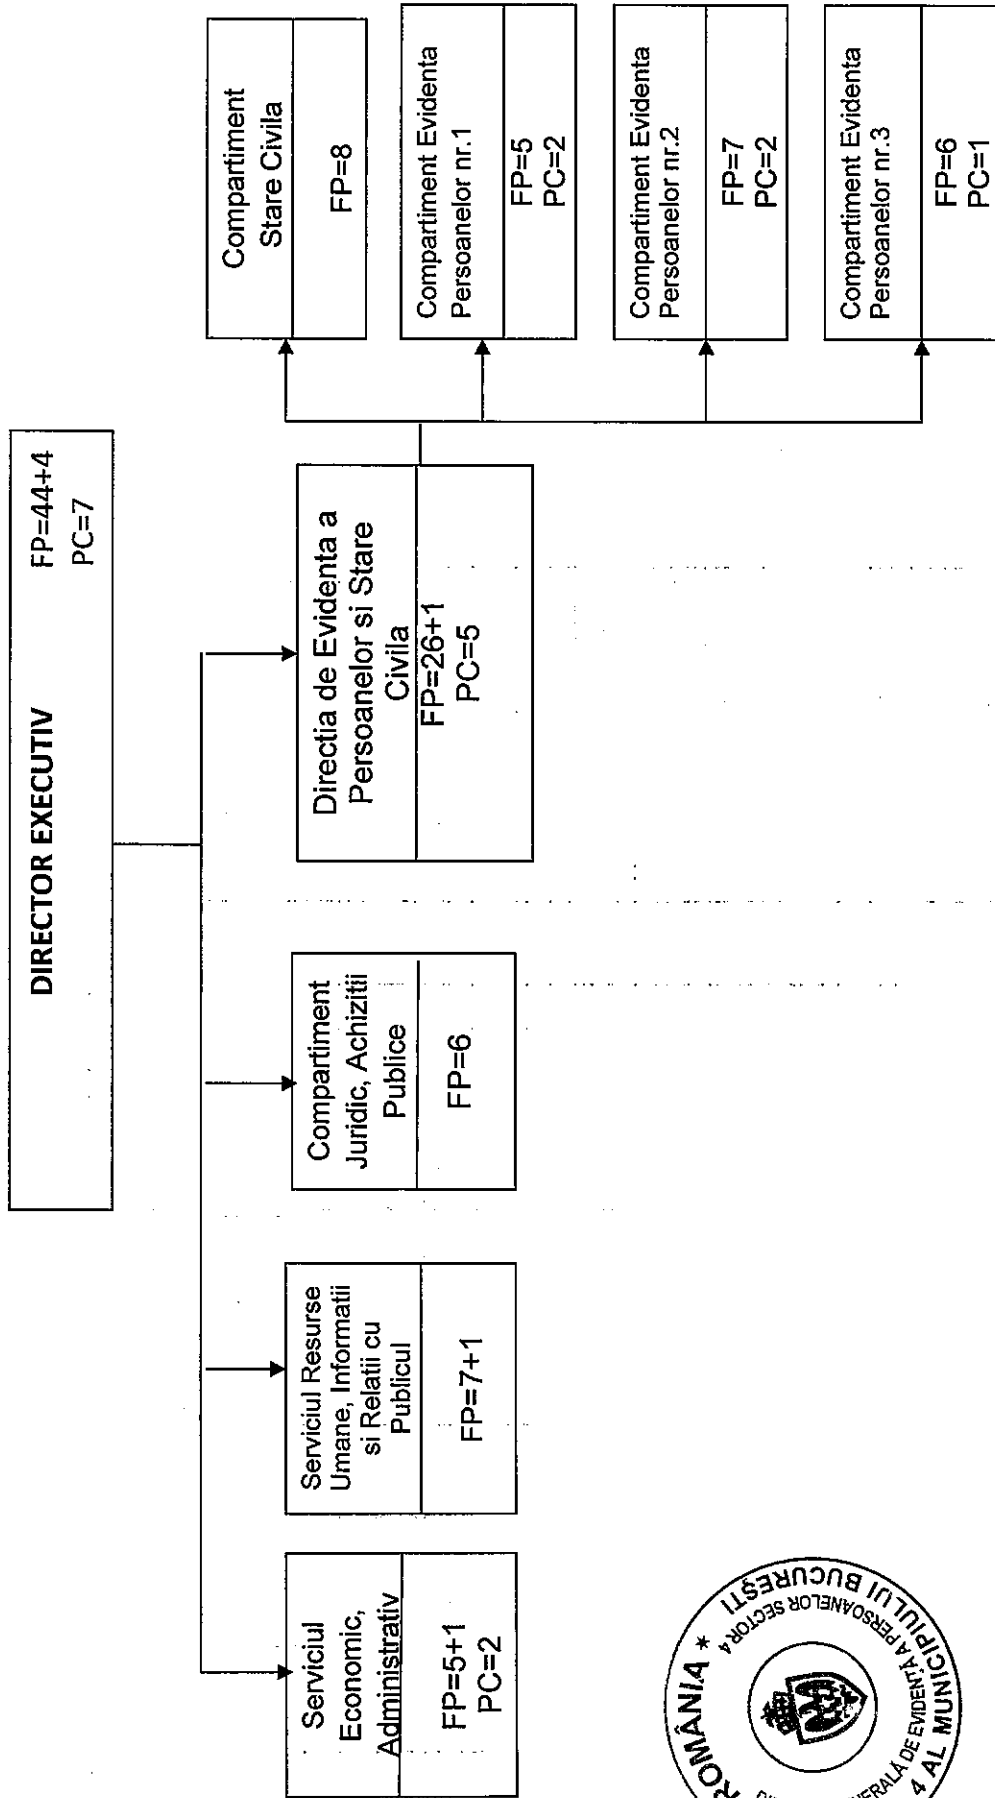 DIRECTOR EXECUTIV
FP=44+4
PC=7
Serviciul
Economic,
Administrativ
FP=5+1
PC=2
Serviciul Resurse
Umane, Informatii
si Relatii cu
Publicul
FP=7+1
Compartiment
Juridic, Achizitii
Publice
FP=6
Directia de Evidenta a
Persoanelor si Stare
Civila
FP=26+1
PC=5
Compartiment
Stare Civila
FP=8
Compartiment Evidenta
Persoanelor nr.1
FP=5
PC=2
Compartiment Evidenta
Persoanelor nr.2
FP=7
PC=2
Compartiment Evidenta
Persoanelor nr.3
FP=6
PC=1
ROMÂNIA *
4 AL MUNICIPIULUI BUCUREŞTI
DE EVIDENŢĂ A PERSOANELOR SECTOR 4